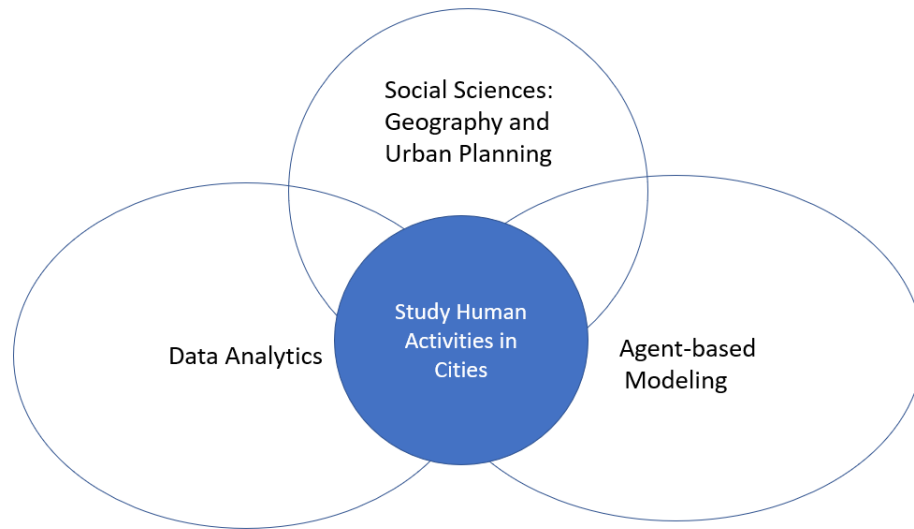 Social Sciences:
Geography and
Urban Planning
Study Human
Activities in
Cities
Data Analytics
Agent-based
Modeling